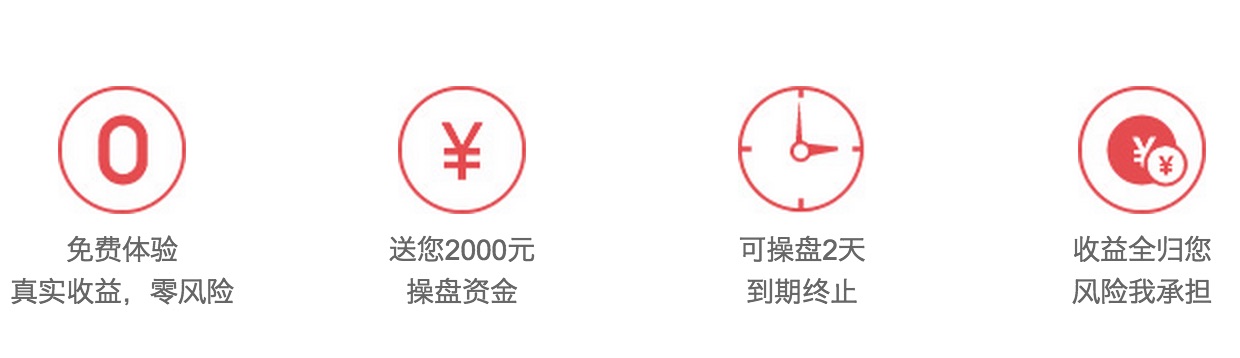 0
¥
¥
¥
免费体验
真实收益，零风险
送您2000元
操盘资金
可操盘2天
到期终止
收益全归您
风险我承担